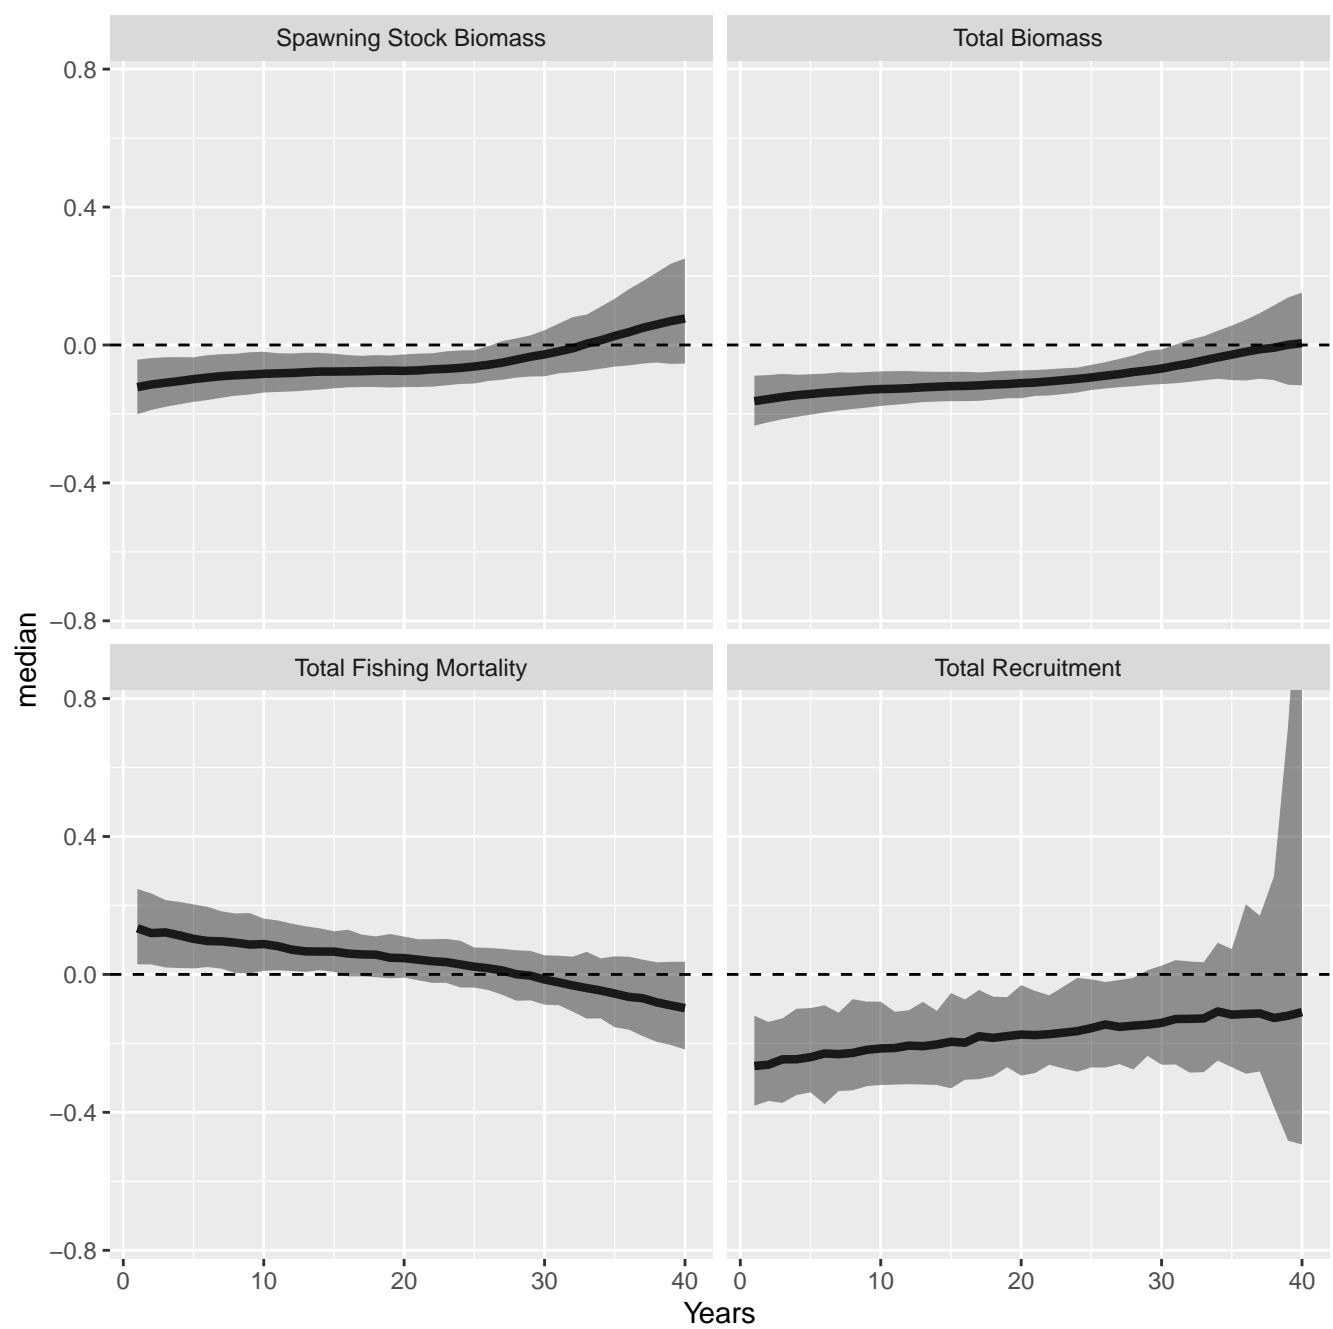 Spawning Stock Biomass
Total Biomass
0.8
0.4
0.0
−0.4
−0.8
median
Total Fishing Mortality
Total Recruitment
0.8
0.4
0.0
−0.4
−0.8
0 10 20 30 40
0 10 20 30 40
Years